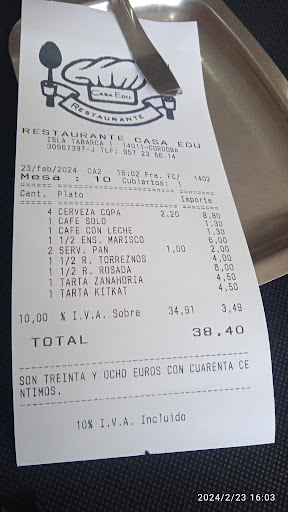 CASA EDU
RESTAURANTE
RESTAURANTE CASA EDU
ISLA TABARCA 1 14011-CORDOBA
30967397-J TLF: 957 23 56 14
23/feb/2024 CA2 16:02 Fra. FC/ 1402
Mesa : 10 Cubiertos: 1
Cant. Plato Importe
4 CERVEZA COPA 2,20 8,80
1 CAFE SOLO 1,30
1 CAFE CON LECHE 1,30
1 1/2 ENS. MARISCO 6,00
2 SERV. PAN 1,00 2,00
1 1/2 R. TORREZNOS 4,00
1 1/2 R. ROSADA 6,00
1 TARTA ZANAHORIA 4,50
1 TARTA KITKAT 4,50
10,00 % I.V.A. Sobre 34,91 3,49
TOTAL 38.40
SON TREINTA Y OCHO EUROS CON CUARENTA CE
NTIMOS.
10% I.V.A. Incluida
2024/2/23 16:03